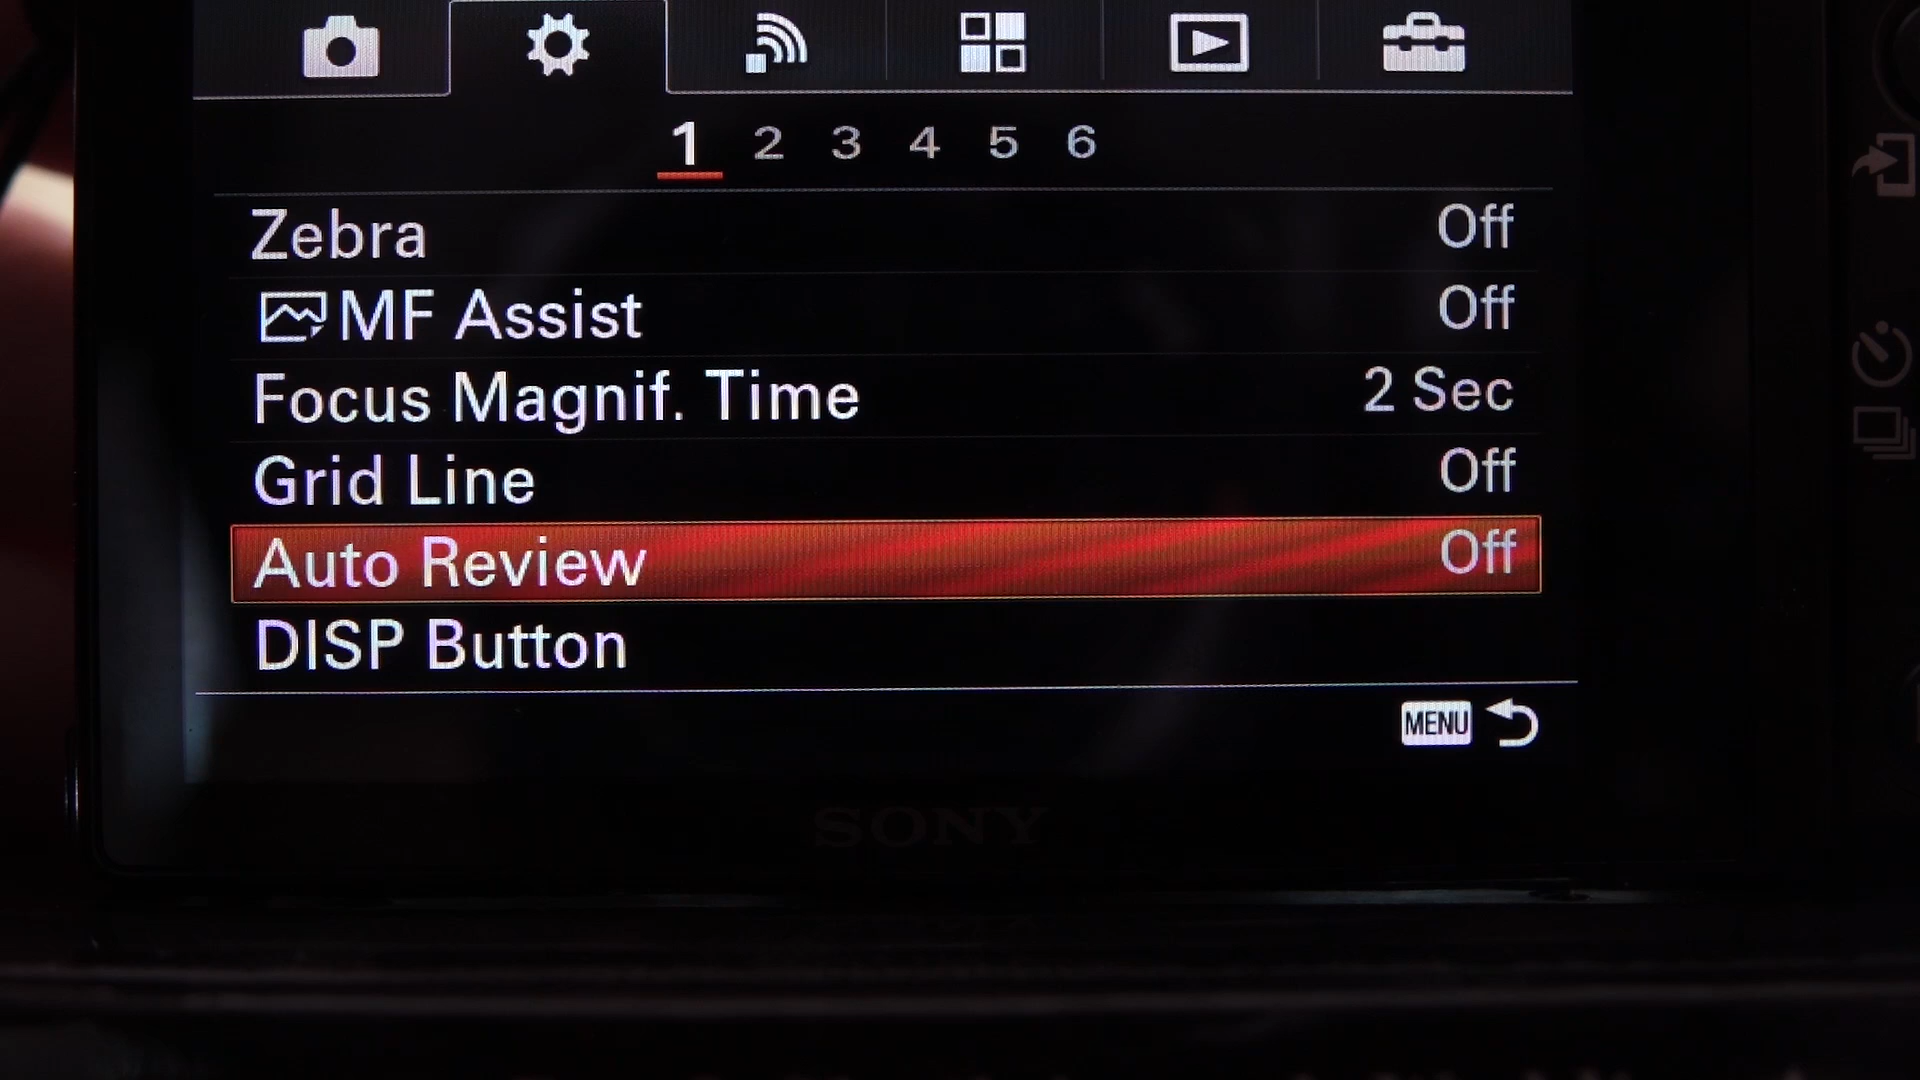 1 2 3 4 5 6
Zebra Off
MF Assist Off
Focus Magnif. Time 2 Sec
Grid Line Off
Auto Review Off
DISP Button
MENU
SONY